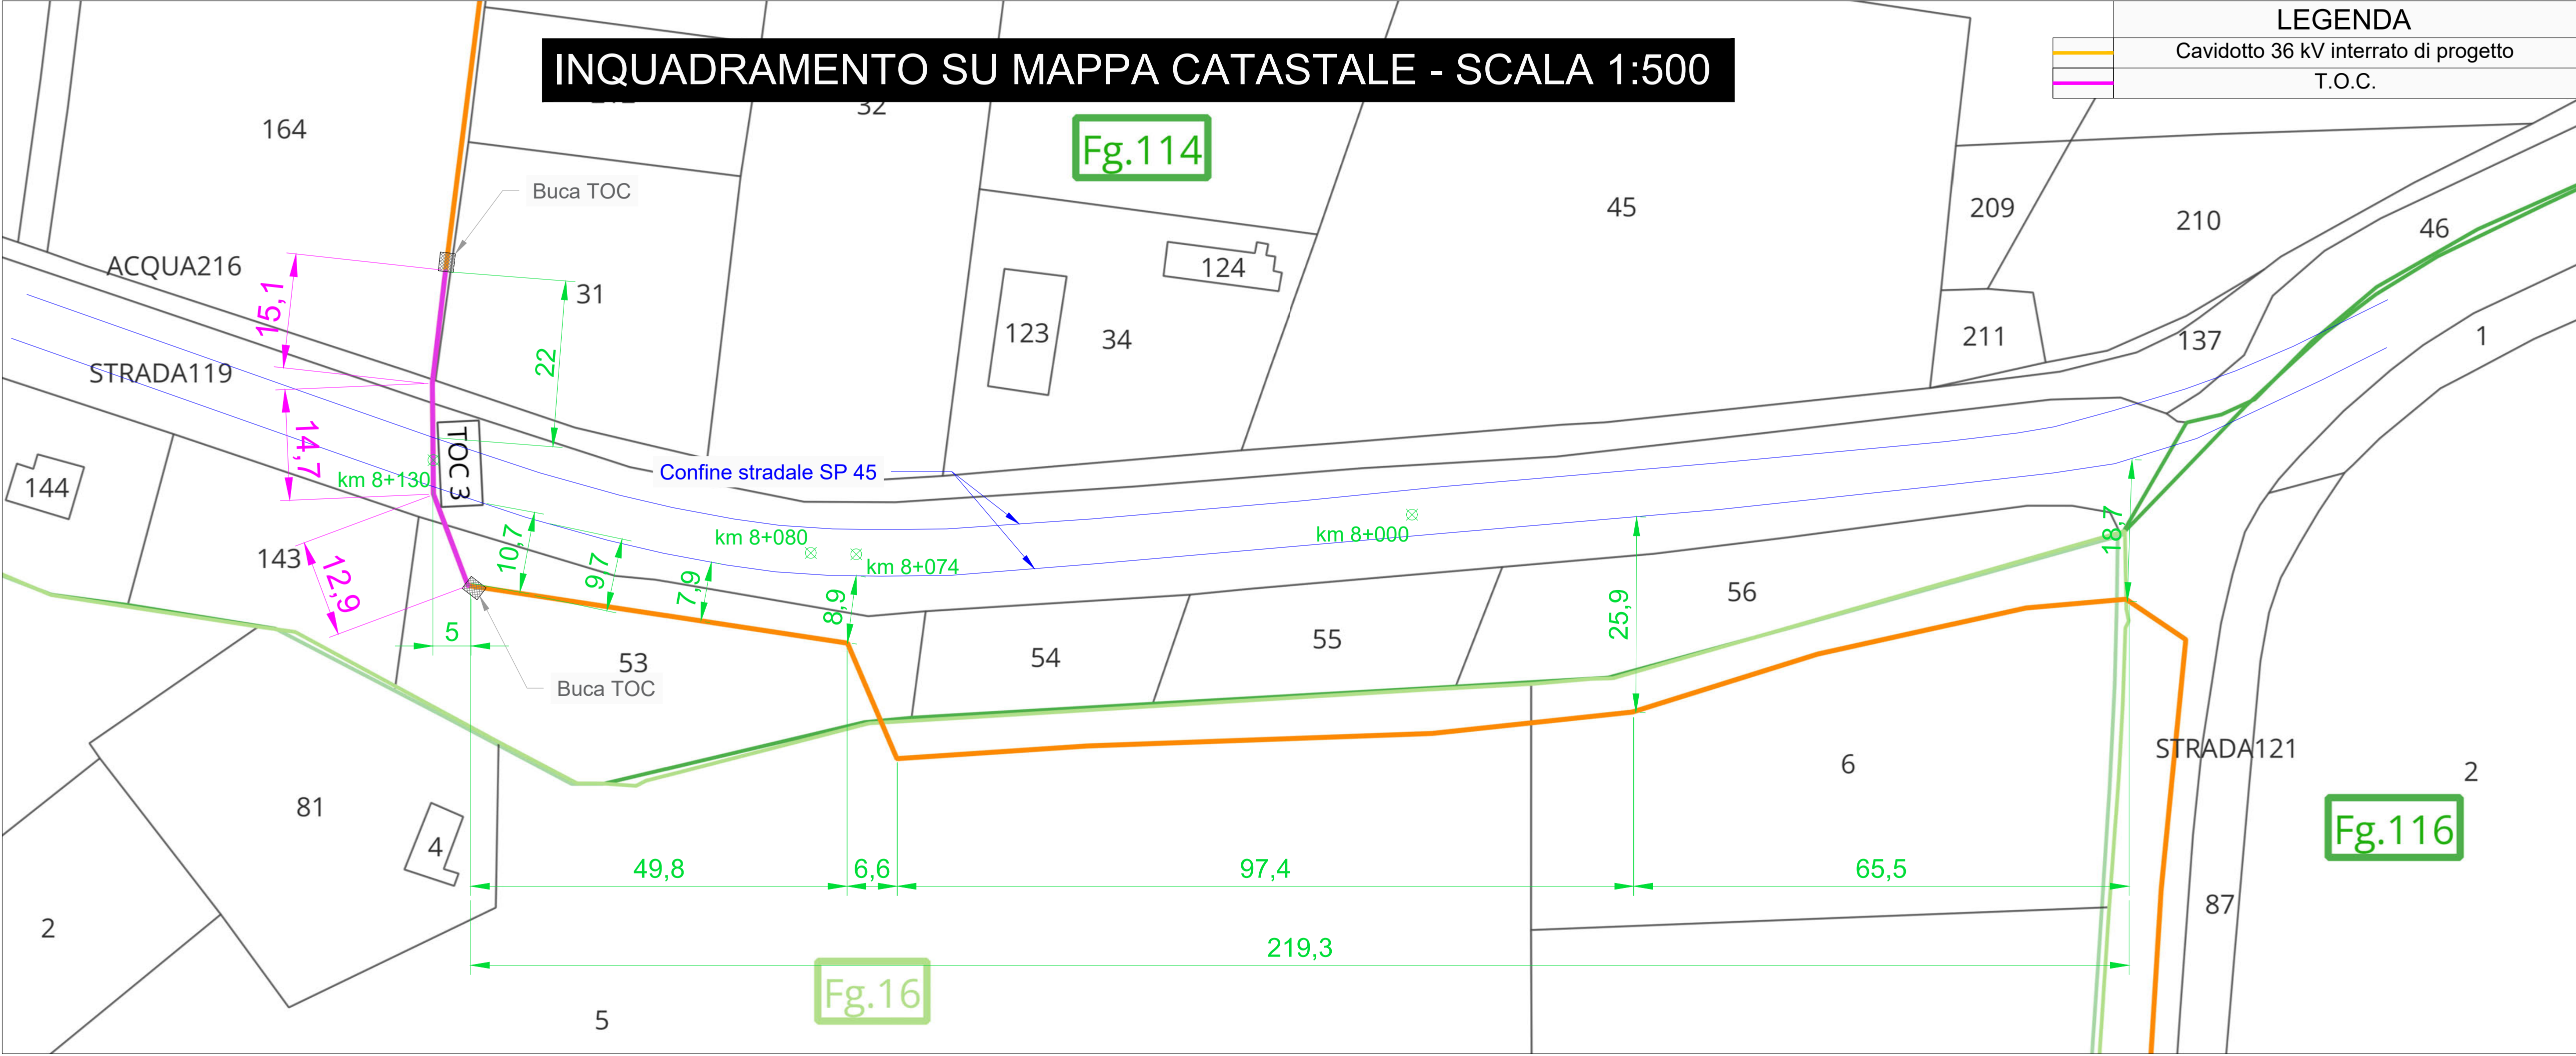 INQUADRAMENTO SU MAPPA CATASTALE - SCALA 1:500
LEGENDA
Cavidotto 36 kV interrato di progetto
T.O.C.
164
32
Fg.114
45
209
210
46
Buca TOC
ACQUA216
31
124
123
34
211
137
1
15,1
22
STRADA119
14,7
TOC 3
km 8+130
Confine stradale SP 45
144
143
12,9
10,7
9,7
7,9
8,9
km 8+080
km 8+074
km 8+000
25,9
18,7
56
5
53
54
55
Buca TOC
STRADA121
6
2
81
4
Fg.116
49,8
6,6
97,4
65,5
87
2
219,3
Fg.16
5